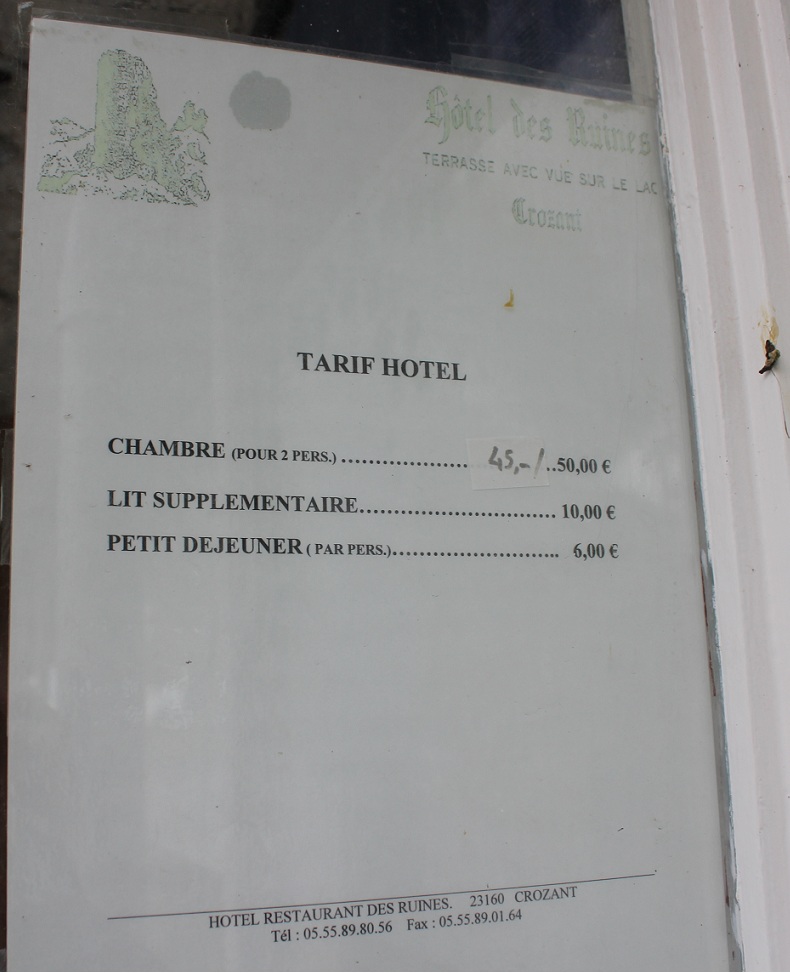 Hôtel des Ruines
TERRASSE AVEC VUE SUR LE LAC
Crozant
TARIF HOTEL
CHAMBRE (POUR 2 PERS.) ................... 45,-/ ..50,00 €
LIT SUPPLEMENTAIRE.............................. 10,00 €
PETIT DEJEUNER ( PAR PERS.)......................... 6,00 €
HOTEL RESTAURANT DES RUINES. 23160 CROZANT
Tél : 05.55.89.80.56 Fax : 05.55.89.01.64